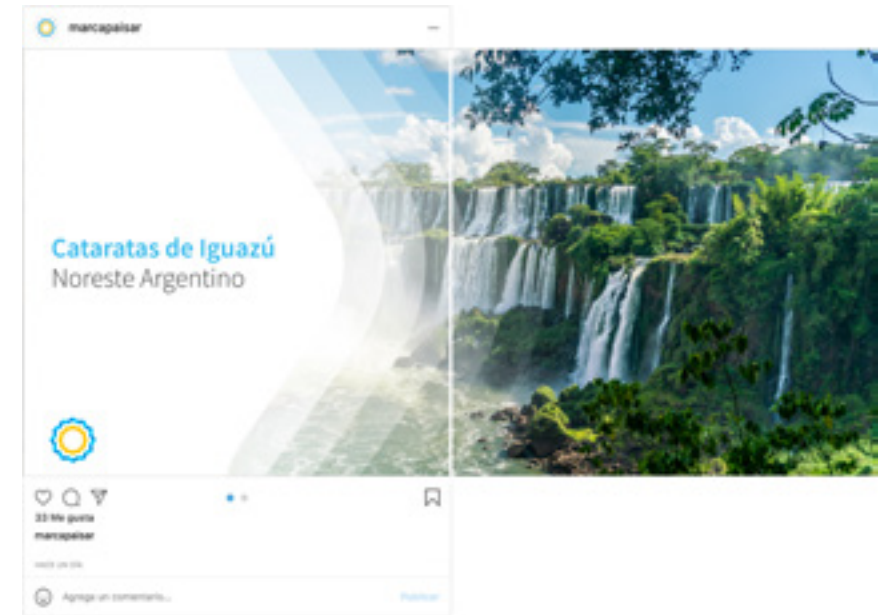 marcapaisar
Cataratas de Iguazú
Noreste Argentino
33 Me gusta
marcapaisar
HACE UN DÍA
Agrega un comentario...
Publicar